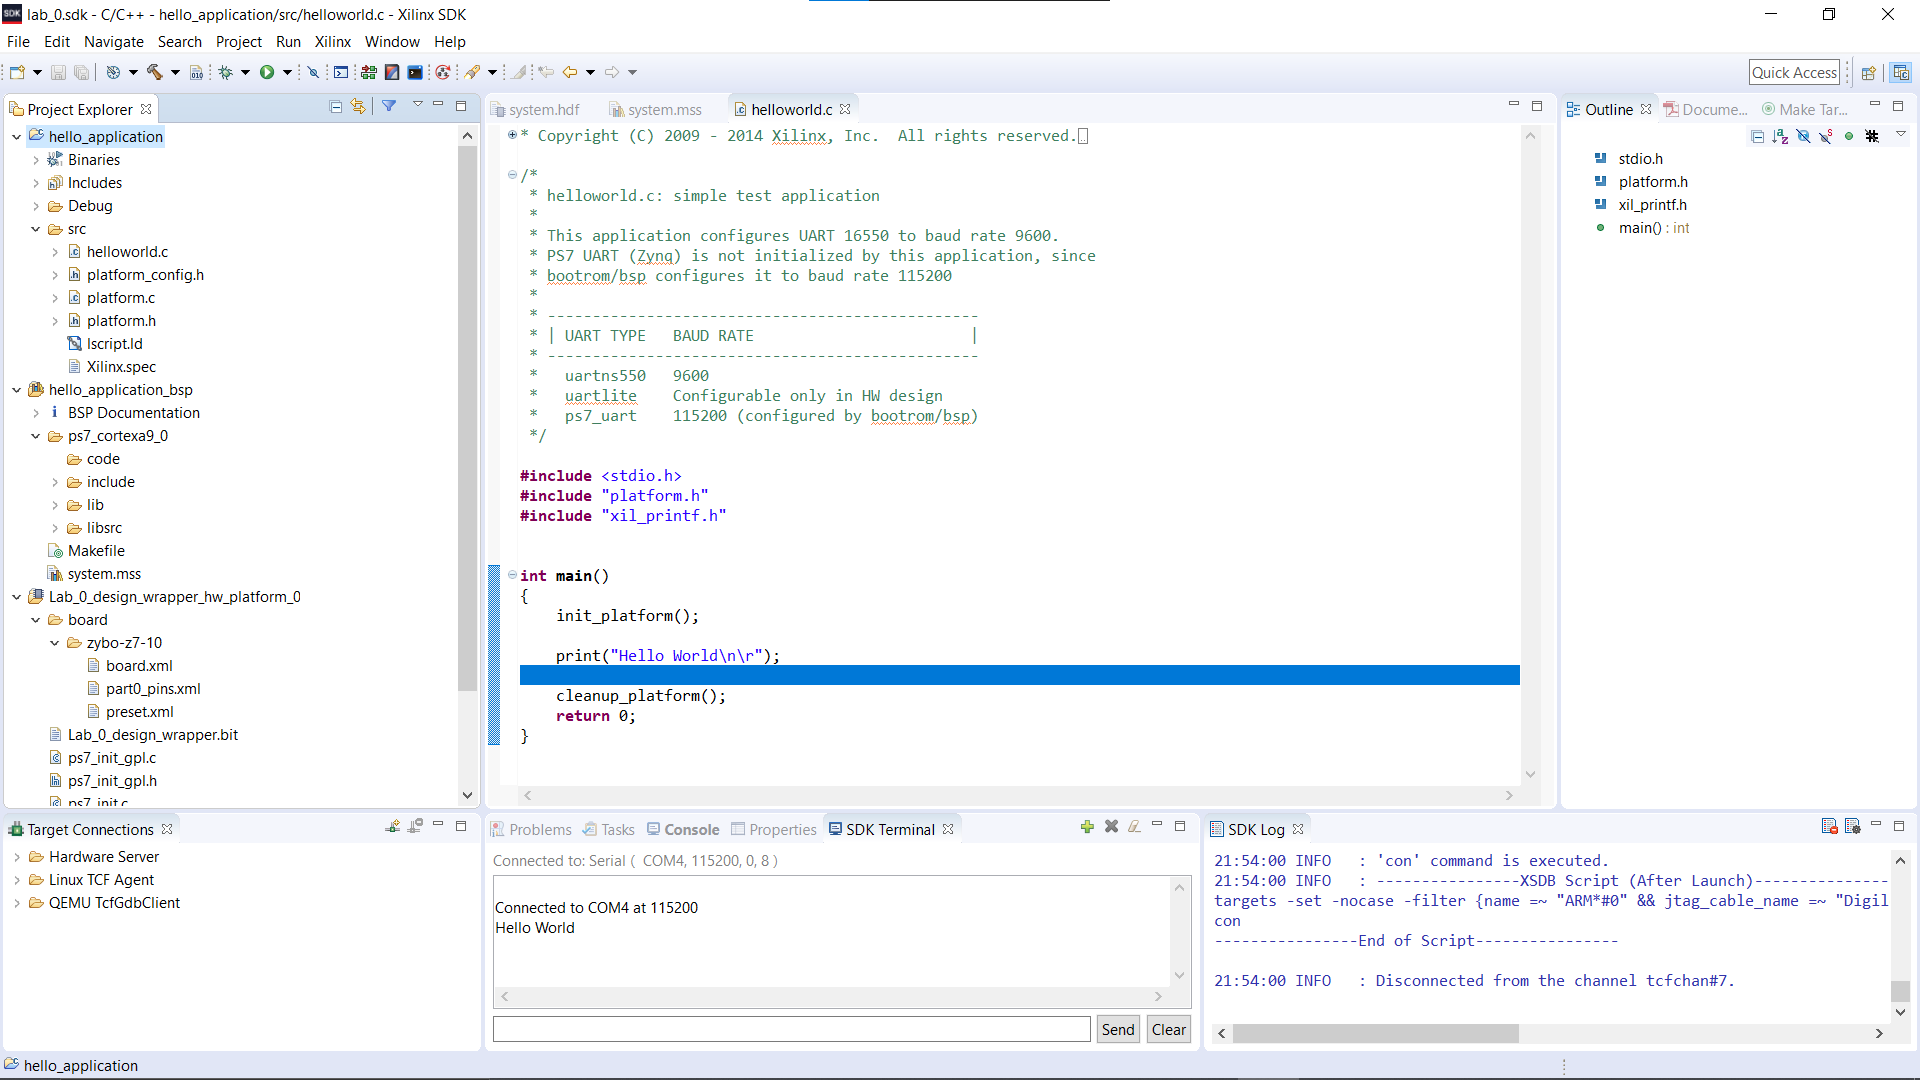 lab_0.sdk - C/C++ - hello_application/src/helloworld.c - Xilinx SDK
File Edit Navigate Search Project Run Xilinx Window Help
Quick Access
Project Explorer
hello_application
Binaries
Includes
Debug
src
helloworld.c
platform_config.h
platform.c
platform.h
lscript.ld
Xilinx.spec
hello_application_bsp
BSP Documentation
ps7_cortexa9_0
code
include
lib
libsrc
Makefile
system.mss
Lab_0_design_wrapper_hw_platform_0
board
zybo-z7-10
board.xml
part0_pins.xml
preset.xml
Lab_0_design_wrapper.bit
ps7_init_gpl.c
ps7_init_gpl.h
ps7_init.c
system.hdf system.mss helloworld.c
* Copyright (C) 2009 - 2014 Xilinx, Inc.  All rights reserved.
/*
 * helloworld.c: simple test application
 *
 * This application configures UART 16550 to baud rate 9600.
 * PS7 UART (Zynq) is not initialized by this application, since
 * bootrom/bsp configures it to baud rate 115200
 *
 * ------------------------------------------------
 * | UART TYPE   BAUD RATE                        |
 * ------------------------------------------------
 *   uartns550   9600
 *   uartlite    Configurable only in HW design
 *   ps7_uart    115200 (configured by bootrom/bsp)
 */
#include <stdio.h>
#include "platform.h"
#include "xil_printf.h"
int main()
{
    init_platform();
    print("Hello World\n\r");
    cleanup_platform();
    return 0;
}
Outline Docume... Make Tar...
stdio.h
platform.h
xil_printf.h
main() : int
Target Connections
Hardware Server
Linux TCF Agent
QEMU TcfGdbClient
Problems Tasks Console Properties SDK Terminal
Connected to: Serial ( COM4, 115200, 0, 8 )
Connected to COM4 at 115200
Hello World
Send Clear
SDK Log
21:54:00 INFO   : 'con' command is executed.
21:54:00 INFO   : ----------------XSDB Script (After Launch)---------------
targets -set -nocase -filter {name =~ "ARM*#0" && jtag_cable_name =~ "Digil
con
----------------End of Script----------------
21:54:00 INFO   : Disconnected from the channel tcfchan#7.
hello_application